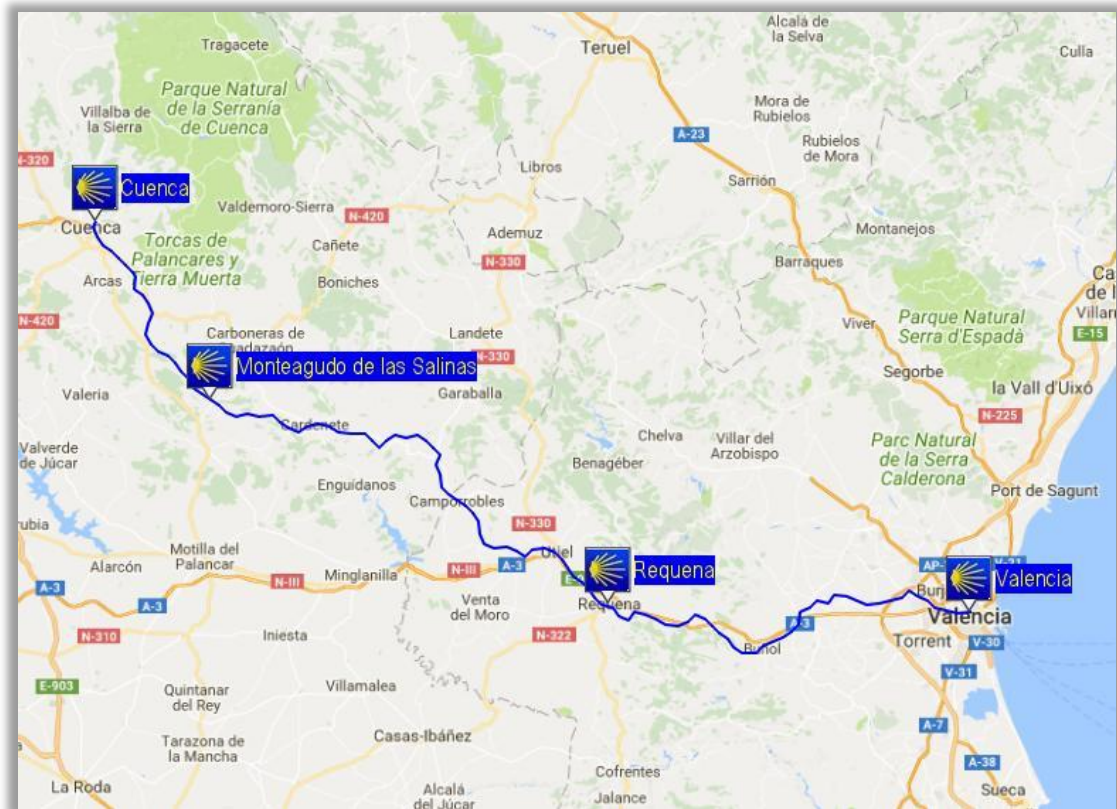 Alcalà de
la Selva
Tragacete
Teruel
Culla
Parque Natural
de la Serranía
de Cuenca
Villalba de
la Sierra
Mora de
Rubielos
A-23
Rubielos
de Mora
N-320
Libros
Sarrión
Cuenca
Valdemoro-Sierra
N-420
Cuenca
Ademuz
Montanejos
Torcas de
Palancares y
Tierra Muerta
Cañete
N-330
Barraques
Arcas
Boniches
Parque Natural
Serra d'Espadà
N-420
Carboneras de
Landete
Viver
E-15
N-330
Monteagudo de las Salinas
Segorbe
la Vall d'Uixó
Valeria
Garaballa
N-225
Cardenete
Chelva
Villar del
Arzobispo
Parc Natural
de la Serra
Calderona
Valverde
de Júcar
Benagéber
Enguídanos
Camporrobles
Port de Sagunt
N-330
Motilla del
Palancar
Utiel
Alarcón
Minglanilla
N-III
A-3
Requena
Valencia
A-3
N-III
A-3
Venta
del Moro
Requena
Valencia
N-310
Iniesta
N-322
A-3
Buñol
Torrent
V-30
V-31
E-903
Quintanar
del Rey
Villamalea
A-7
Tarazona de
la Mancha
Casas-Ibáñez
A-38
La Roda
Alcalá
del Júcar
Cofrentes
Jalance
Sueca